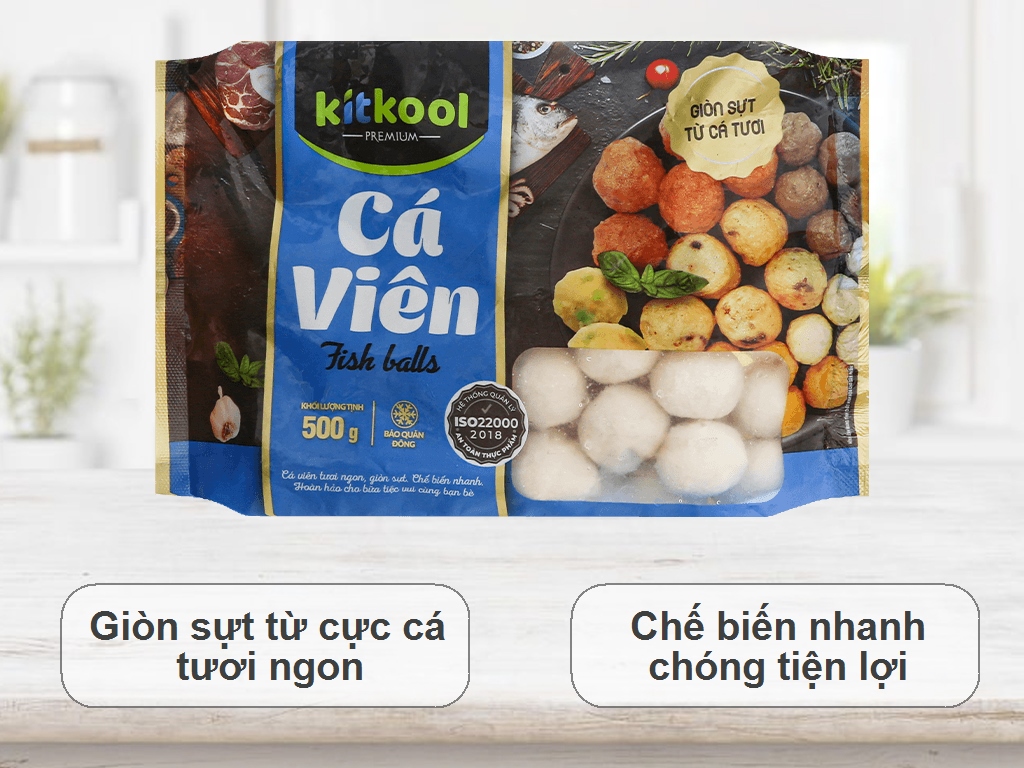 kitkool
PREMIUM
Cá
Viên
Fish balls
KHỐI LƯỢNG TỊNH
500 g
BẢO QUẢN
ĐÔNG
HỆ THỐNG QUẢN LÝ
ISO22000
2018
AN TOÀN THỰC PHẨM
Cá viên tươi ngon, giòn sựt. Chế biến nhanh.
Hoàn hảo cho bữa tiệc vui cùng bạn bè
GIÒN SỰT
TỪ CÁ TƯƠI
Giòn sựt từ cực cá
tươi ngon
Chế biến nhanh
chóng tiện lợi